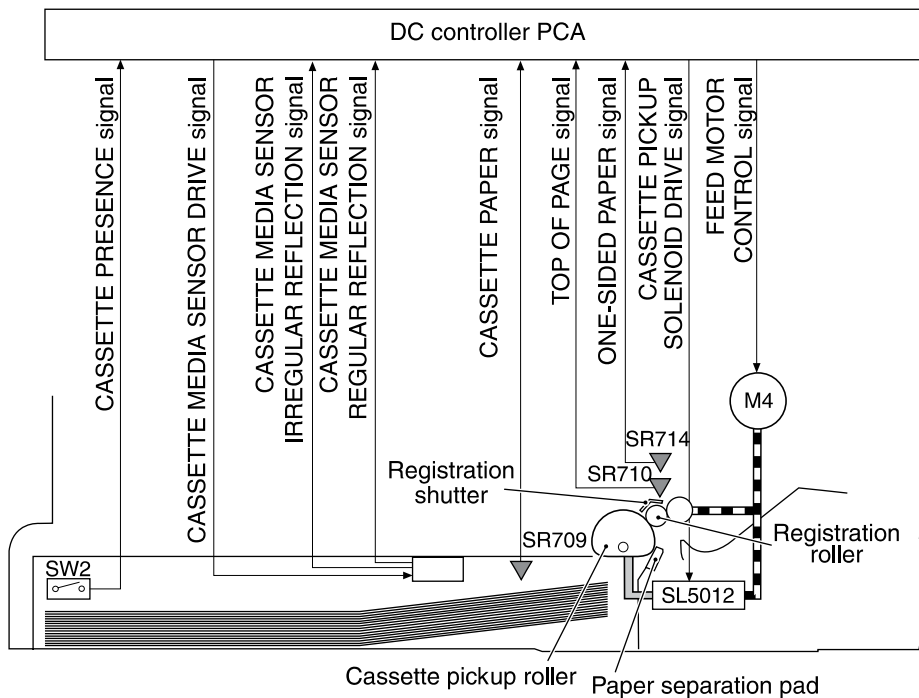 DC controller PCA
CASSETTE PRESENCE signal
CASSETTE MEDIA SENSOR DRIVE signal
CASSETTE MEDIA SENSOR
IRREGULAR REFLECTION signal
CASSETTE MEDIA SENSOR
REGULAR REFLECTION signal
CASSETTE PAPER signal
TOP OF PAGE signal
ONE-SIDED PAPER signal
CASSETTE PICKUP
SOLENOID DRIVE signal
FEED MOTOR
CONTROL signal
M4
SR714
SR710
Registration
shutter
SR709
Registration
roller
SW2
SL5012
Cassette pickup roller
Paper separation pad